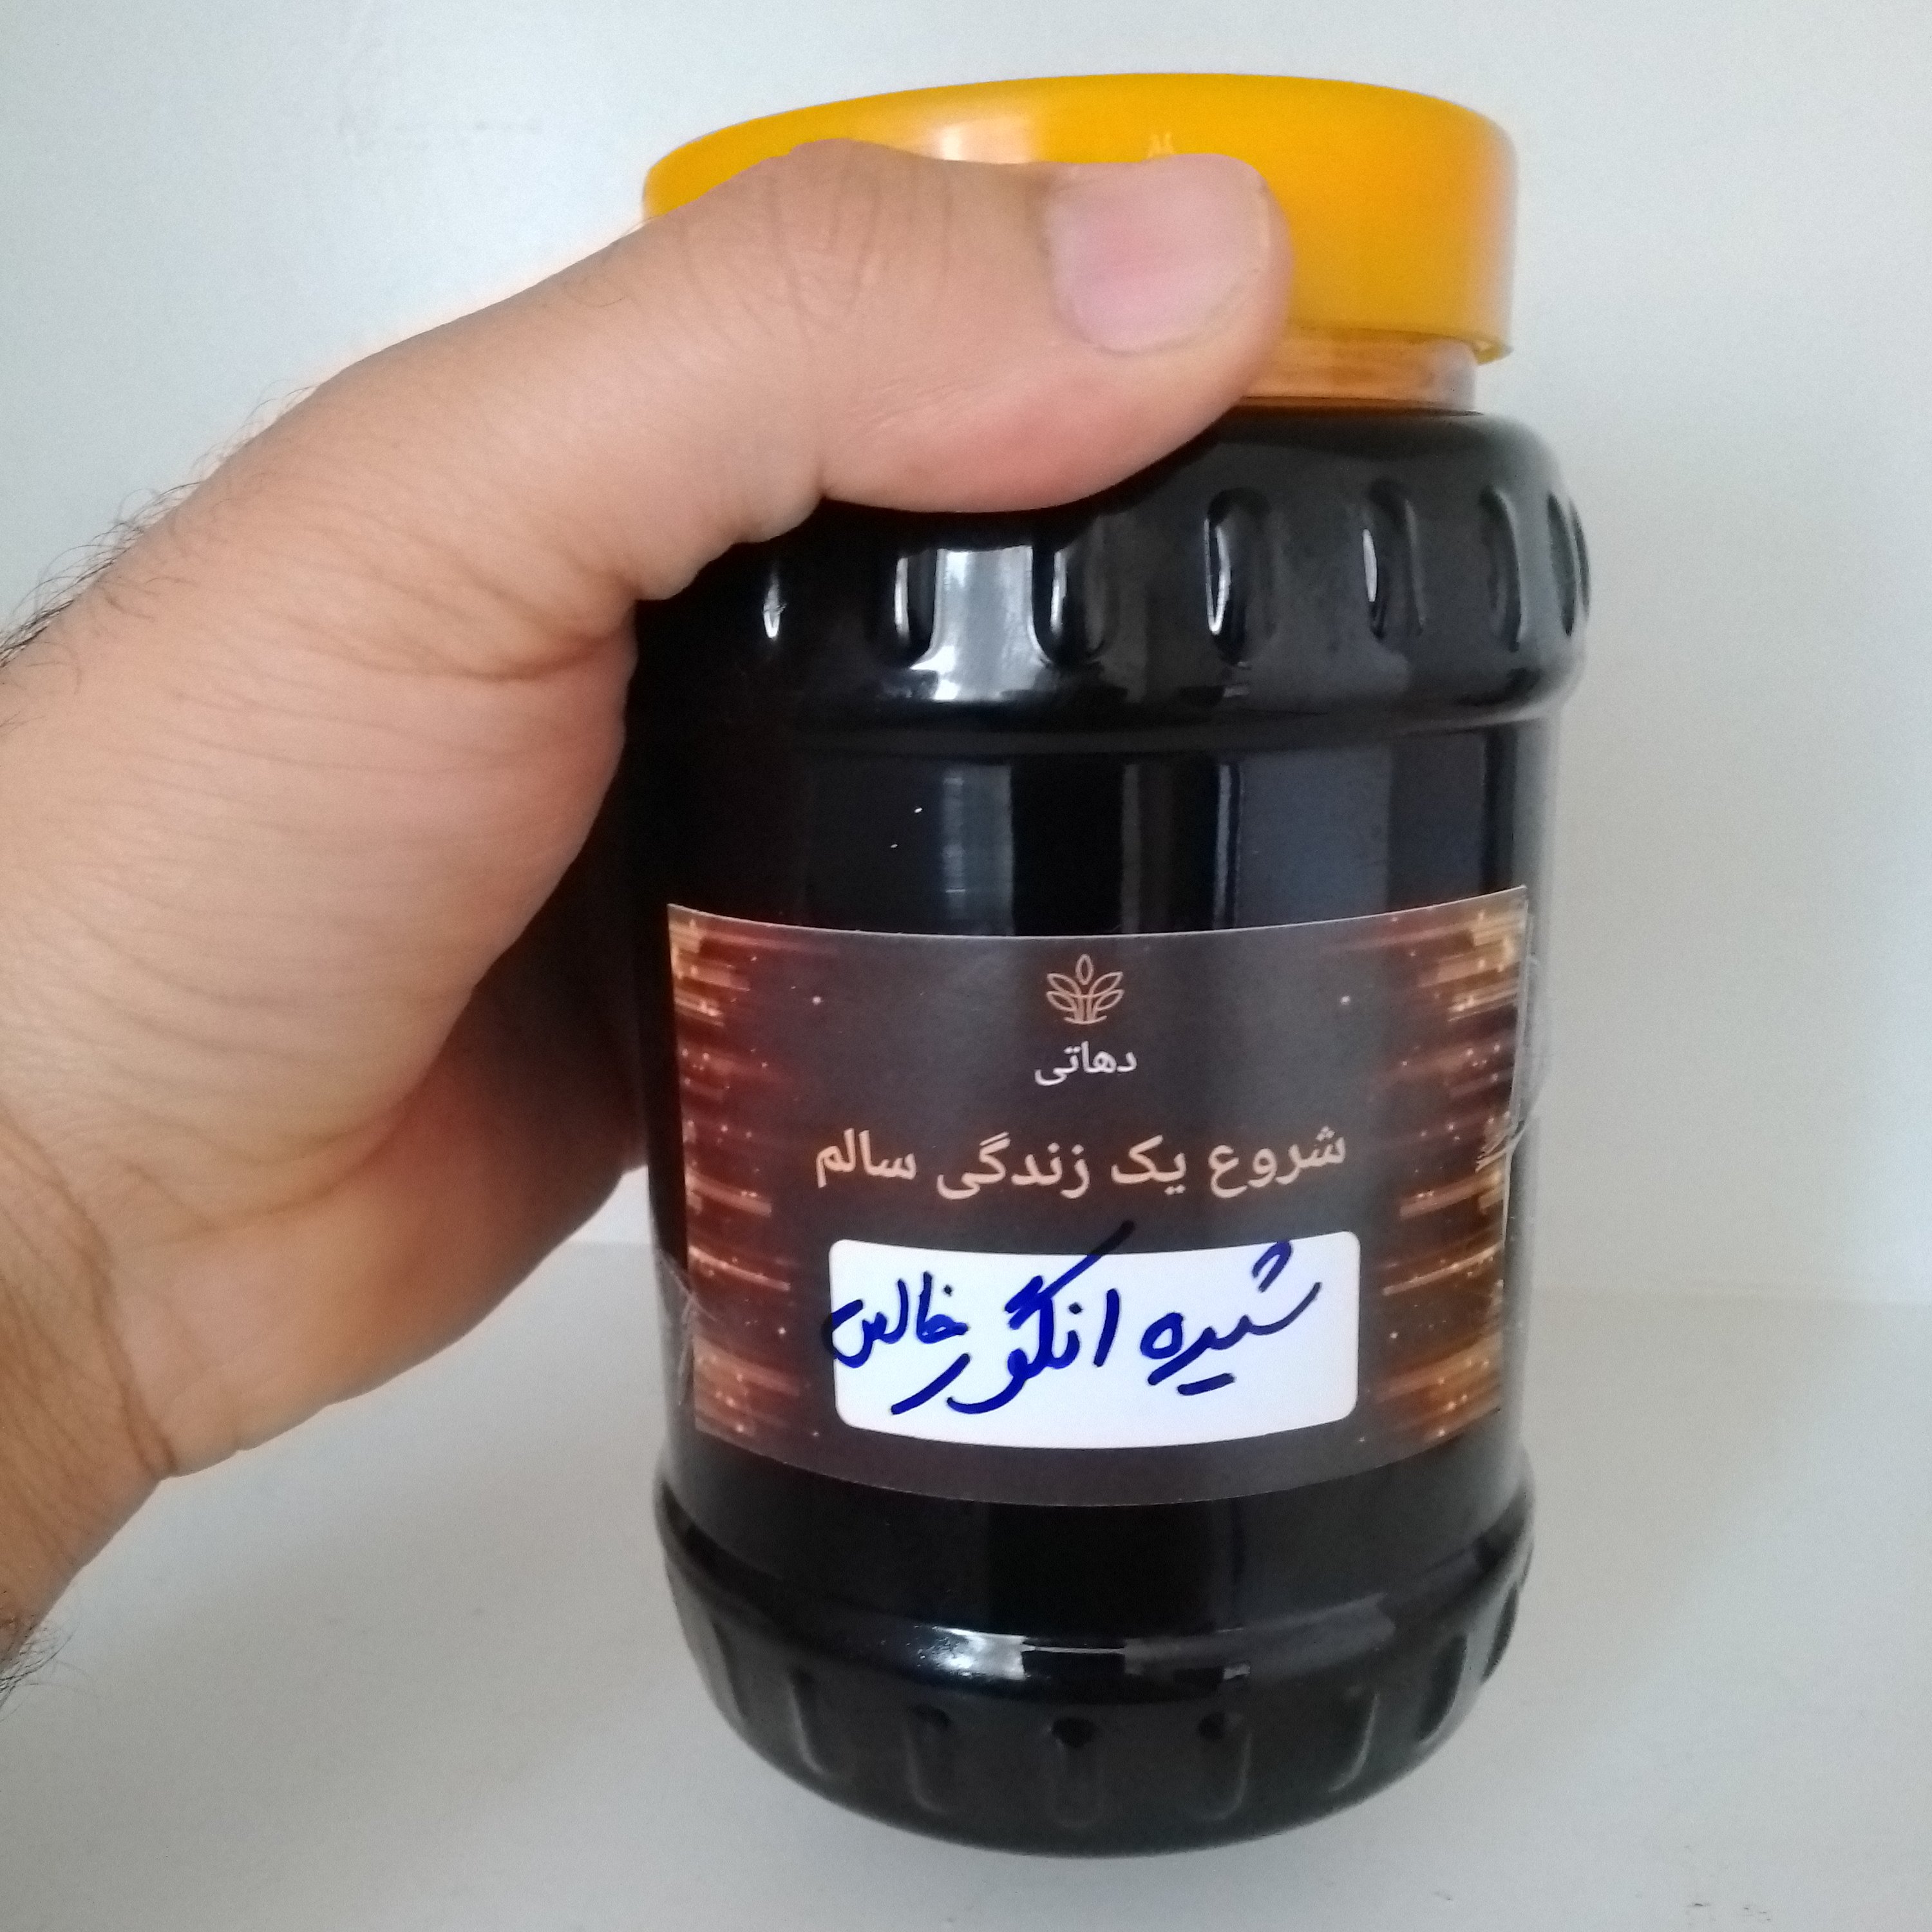 دهاتی
شروع یک زندگی سالم
شیره انگور خالص